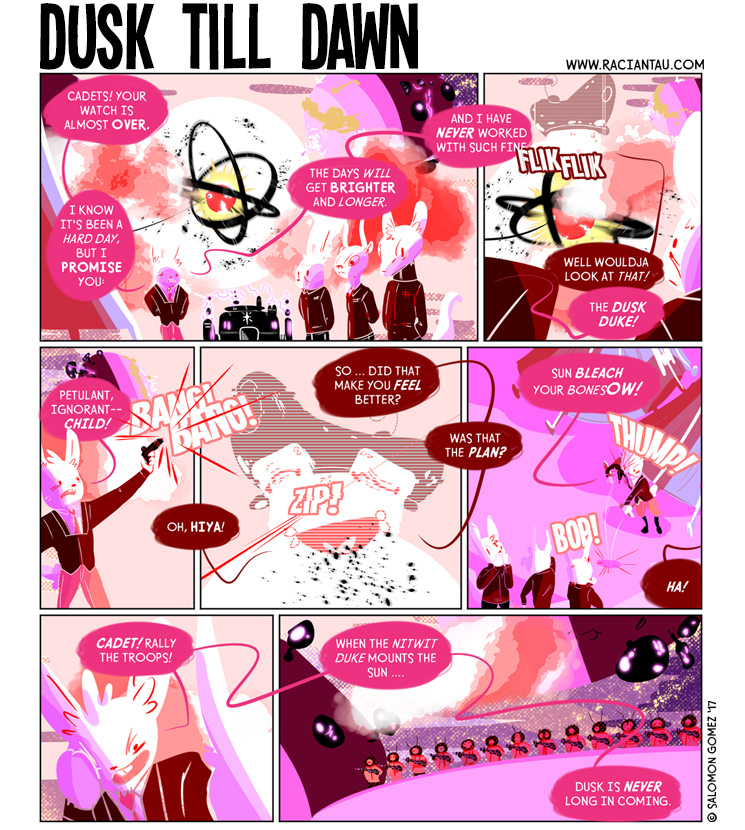 DUSK TILL DAWN
WWW.RACIANTAU.COM
CADETS! YOUR
WATCH IS
ALMOST OVER.
I KNOW
IT'S BEEN A
HARD DAY,
BUT I
PROMISE
YOU:
THE DAYS WILL
GET BRIGHTER
AND LONGER.
AND I HAVE
NEVER WORKED
WITH SUCH FINE
FLIK FLIK
WELL WOULDJA
LOOK AT THAT!
THE DUSK
DUKE!
PETULANT,
IGNORANT--
CHILD!
BANG!
BANG!
OH, HIYA!
SO ... DID THAT
MAKE YOU FEEL
BETTER?
WAS THAT
THE PLAN?
ZIP!
SUN BLEACH
YOUR BONESOW!
THUMP!
BOP!
HA!
CADET! RALLY
THE TROOPS!
WHEN THE NITWIT
DUKE MOUNTS THE
SUN ....
DUSK IS NEVER
LONG IN COMING.
© SALOMON GOMEZ '17